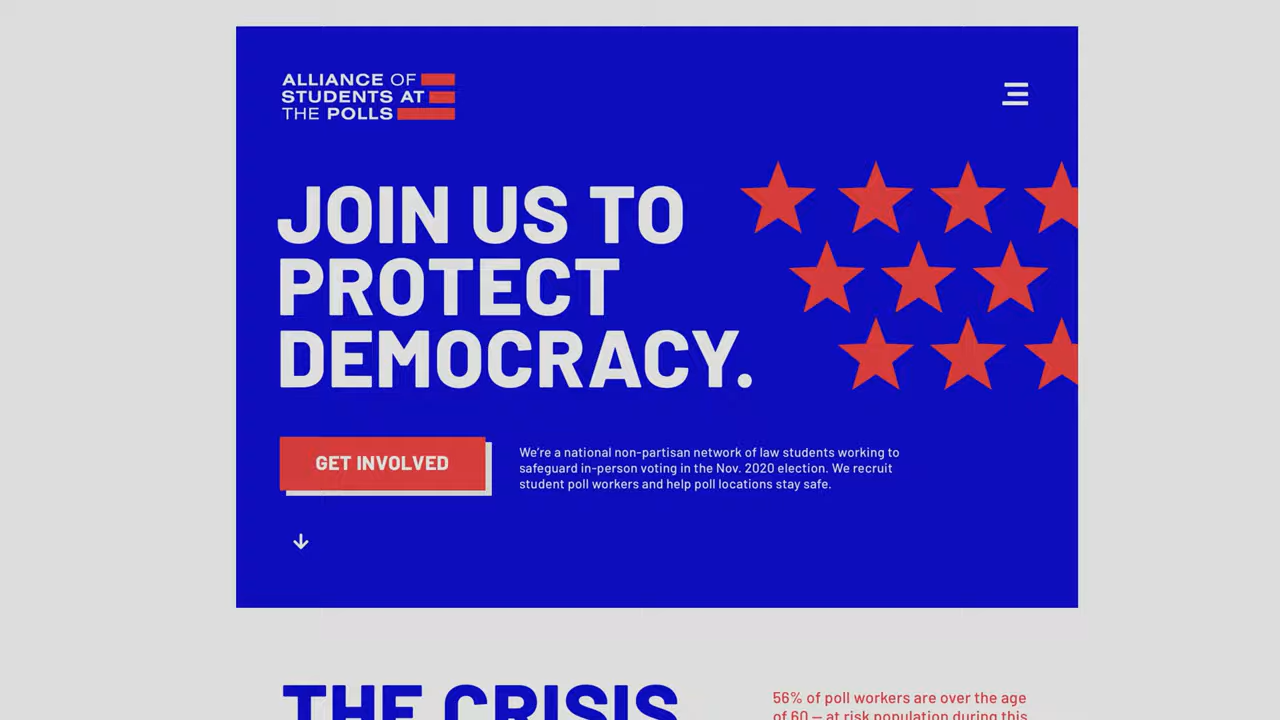 ALLIANCE OF
STUDENTS AT
THE POLLS
JOIN US TO
PROTECT
DEMOCRACY.
GET INVOLVED
We're a national non-partisan network of law students working to
safeguard in-person voting in the Nov. 2020 election. We recruit
student poll workers and help poll locations stay safe.
THE CRISIS
56% of poll workers are over the age
of 60 — at risk population during this